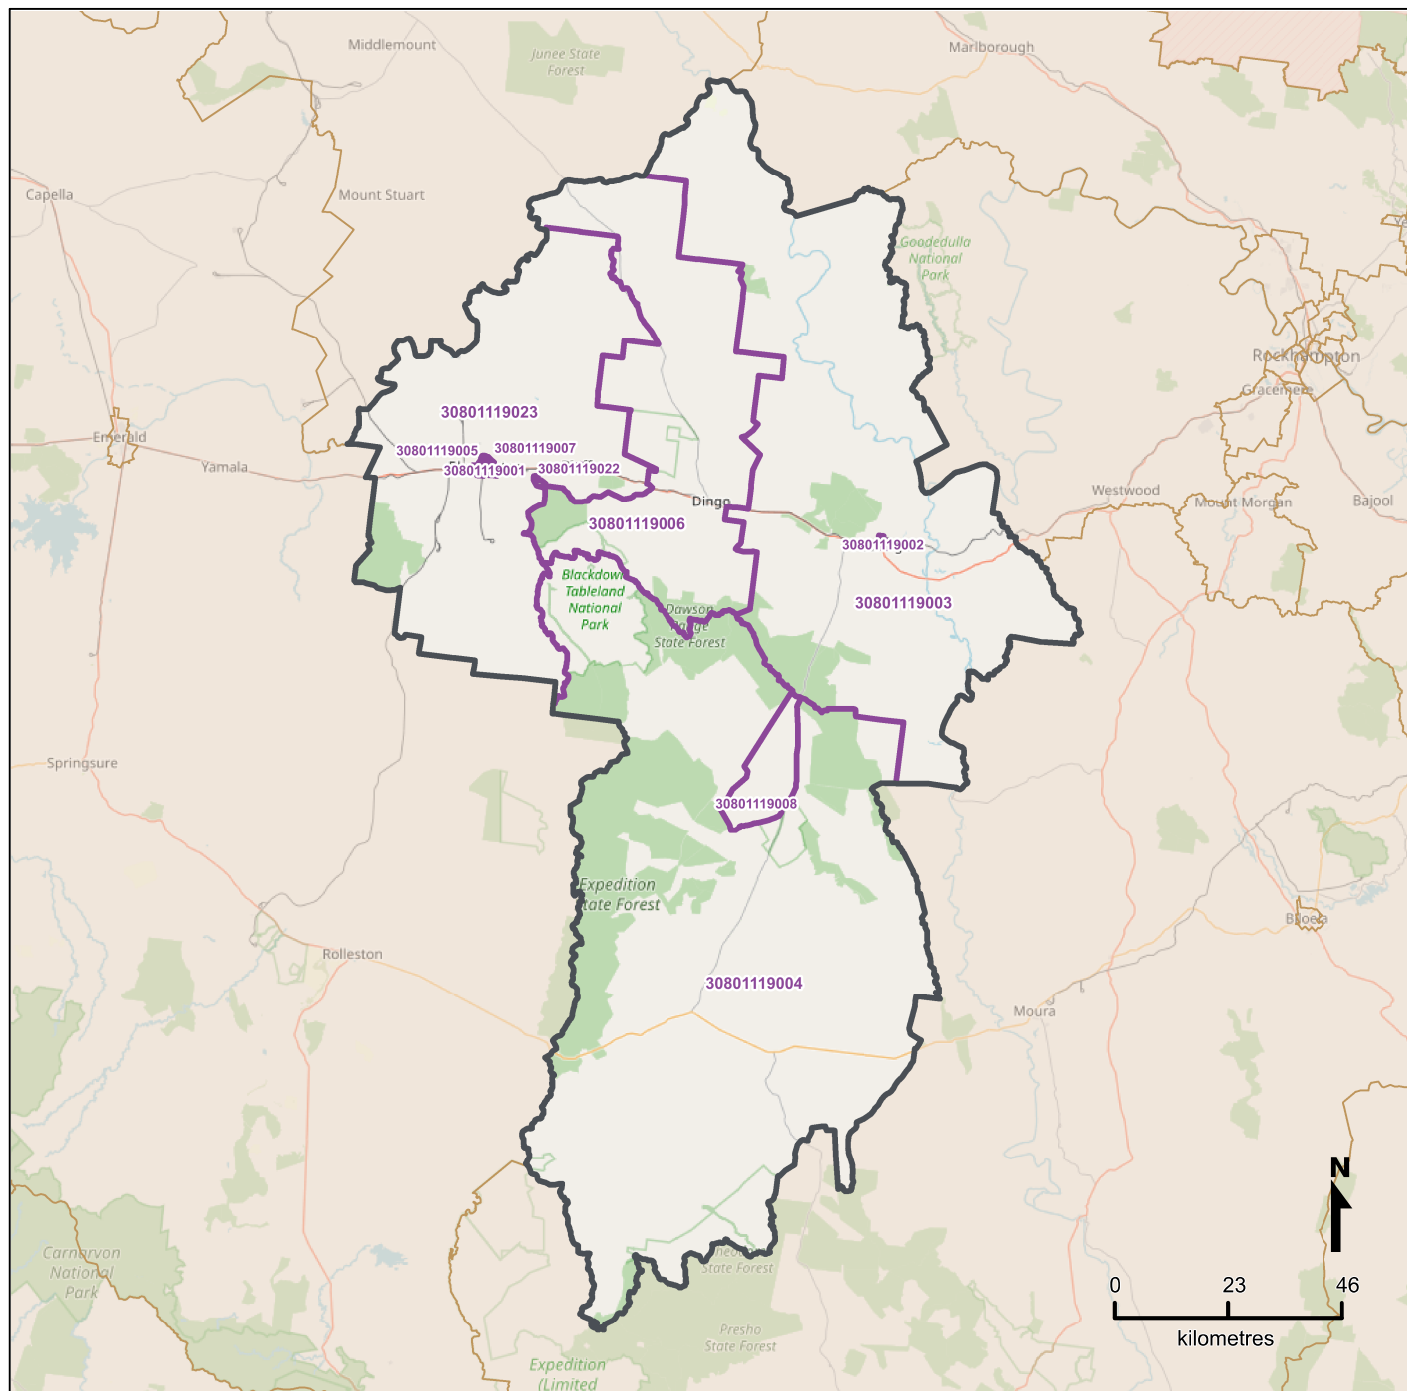 Middlemount
Junee State
Forest
Marlborough
Capella
Mount Stuart
Goodedulla
National
Park
Rockhampton
Gracemere
30801119023
Emerald
30801119005
30801119007
Yamala
30801119001
30801119022
Dingo
Westwood
Mount Morgan
Bajool
30801119006
30801119002
Blackdown
Tableland
National
Park
Dawson
Range
State Forest
30801119003
Springsure
30801119008
Expedition
State Forest
Biloela
Rolleston
30801119004
Moura
N
Carnarvon
National
Park
Theodore
State Forest
0 23 46
kilometres
Presho
State Forest
Expedition
(Limited